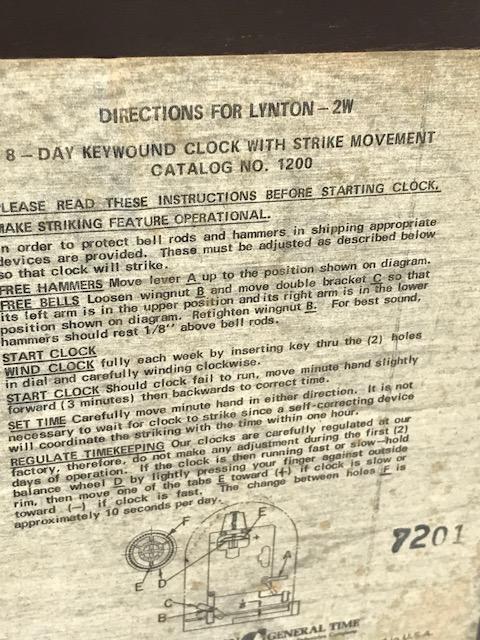 DIRECTIONS FOR LYNTON – 2W
8 – DAY KEYWOUND CLOCK WITH STRIKE MOVEMENT
CATALOG NO. 1200
PLEASE READ THESE INSTRUCTIONS BEFORE STARTING CLOCK.
MAKE STRIKING FEATURE OPERATIONAL.
In order to protect bell rods and hammers in shipping appropriate
devices are provided. These must be adjusted as described below
so that clock will strike.
FREE HAMMERS Move lever A up to the position shown on diagram.
FREE BELLS Loosen wingnut B and move double bracket C so that
its left arm is in the upper position and its right arm is in the lower
position shown on diagram. Retighten wingnut B. For best sound,
hammers should rest 1/8'' above bell rods.
START CLOCK
WIND CLOCK fully each week by inserting key thru the (2) holes
in dial and carefully winding clockwise.
START CLOCK Should clock fail to run, move minute hand slightly
forward (3 minutes) then backwards to correct time.
SET TIME Carefully move minute hand in either direction. It is not
necessary to wait for clock to strike since a self-correcting device
will coordinate the striking with the time within one hour.
REGULATE TIMEKEEPING Our clocks are carefully regulated at our
factory, therefore, do not make any adjustment during the first (2)
days of operation. If the clock is then running fast or slow—hold
balance wheel D by lightly pressing your finger against outside
rim, then move one of the tabs E toward (+) if clock is slow or
toward (—) if clock is fast. The change between holes F is
approximately 10 seconds per day.
F
E
E
D
A
C
B
7201
GENERAL TIME
U.S.A.